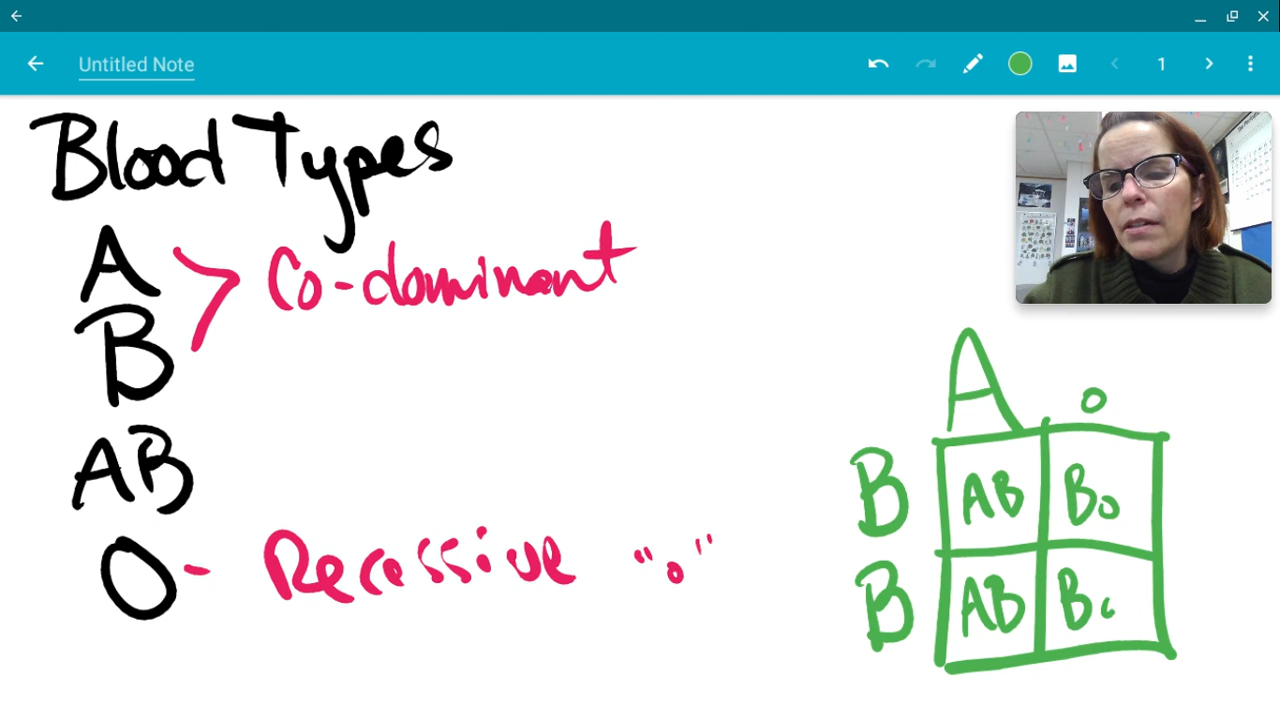 Untitled Note
1
Blood Types
A > Co-dominant
B
AB
O - Recessive "o"
A o
B AB Bo
B AB Bo